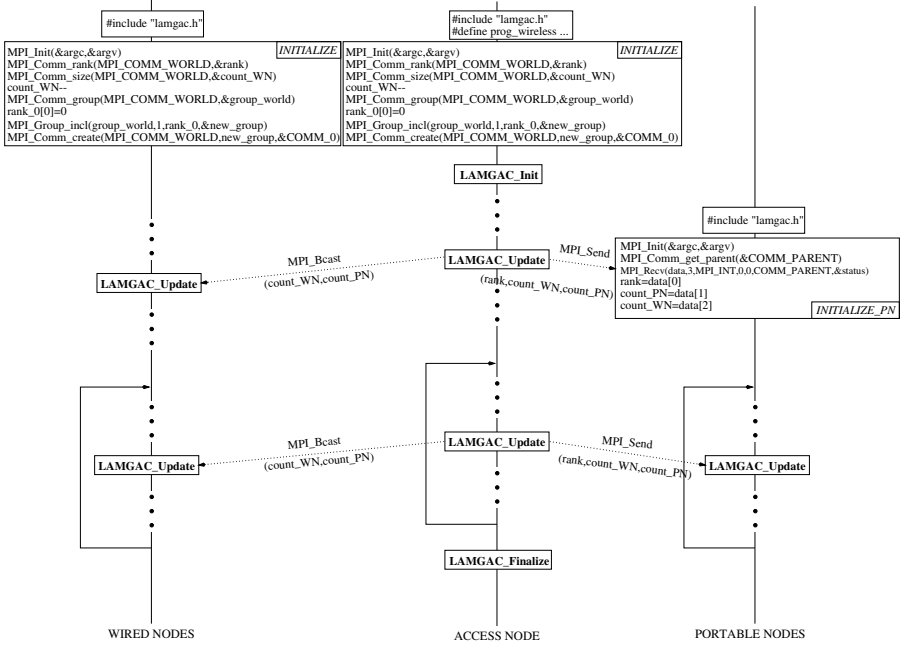 #include "lamgac.h"
INITIALIZE
MPI_Init(&argc,&argv)
MPI_Comm_rank(MPI_COMM_WORLD,&rank)
MPI_Comm_size(MPI_COMM_WORLD,&count_WN)
count_WN--
MPI_Comm_group(MPI_COMM_WORLD,&group_world)
rank_0[0]=0
MPI_Group_incl(group_world,1,rank_0,&new_group)
MPI_Comm_create(MPI_COMM_WORLD,new_group,&COMM_0)
#include "lamgac.h"
#define prog_wireless ...
INITIALIZE
MPI_Init(&argc,&argv)
MPI_Comm_rank(MPI_COMM_WORLD,&rank)
MPI_Comm_size(MPI_COMM_WORLD,&count_WN)
count_WN--
MPI_Comm_group(MPI_COMM_WORLD,&group_world)
rank_0[0]=0
MPI_Group_incl(group_world,1,rank_0,&new_group)
MPI_Comm_create(MPI_COMM_WORLD,new_group,&COMM_0)
LAMGAC_Init
#include "lamgac.h"
MPI_Init(&argc,&argv)
MPI_Comm_get_parent(&COMM_PARENT)
MPI_Recv(data,3,MPI_INT,0,0,COMM_PARENT,&status)
rank=data[0]
count_PN=data[1]
count_WN=data[2]
INITIALIZE_PN
LAMGAC_Update
MPI_Bcast
(count_WN,count_PN)
LAMGAC_Update
MPI_Send
(rank,count_WN,count_PN)
LAMGAC_Update
MPI_Bcast
(count_WN,count_PN)
LAMGAC_Update
MPI_Send
(rank,count_WN,count_PN)
LAMGAC_Update
LAMGAC_Finalize
WIRED NODES
ACCESS NODE
PORTABLE NODES